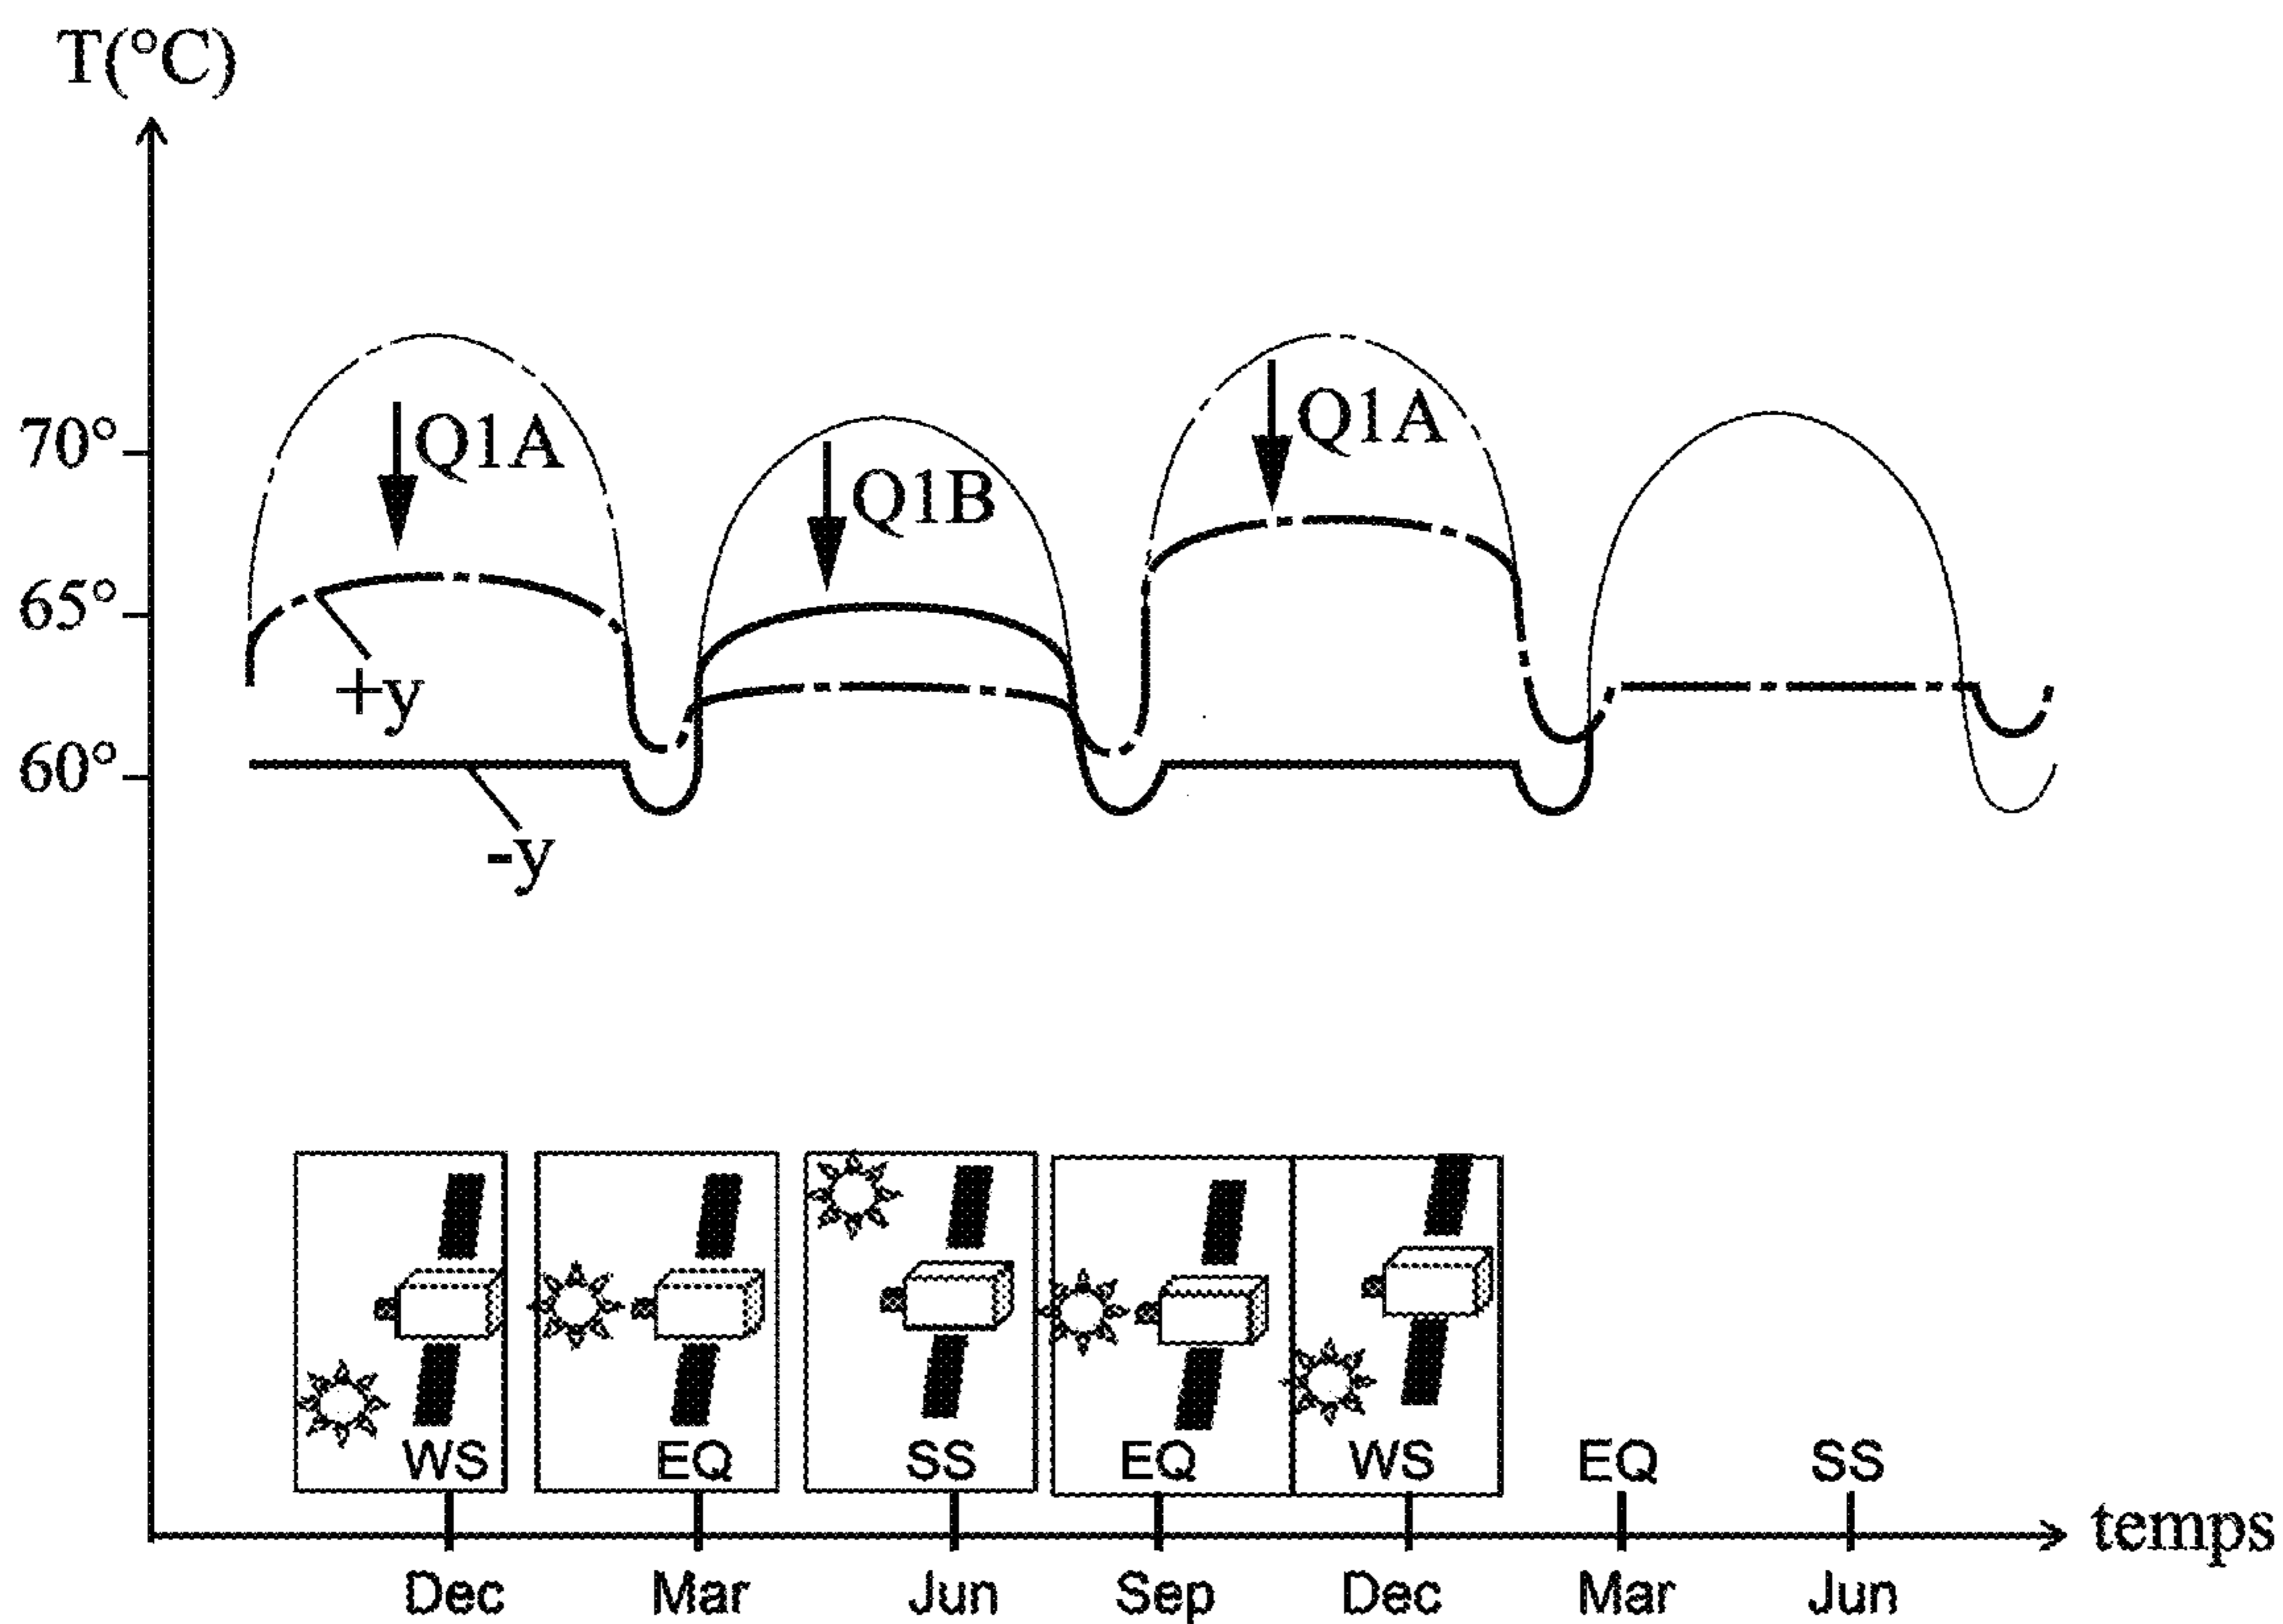 T(°C)
70°
Q1A
Q1B
Q1A
65°
+y
60°
-y
WS
EQ
SS
EQ
WS
EQ
SS
temps
Dec
Mar
Jun
Sep
Dec
Mar
Jun